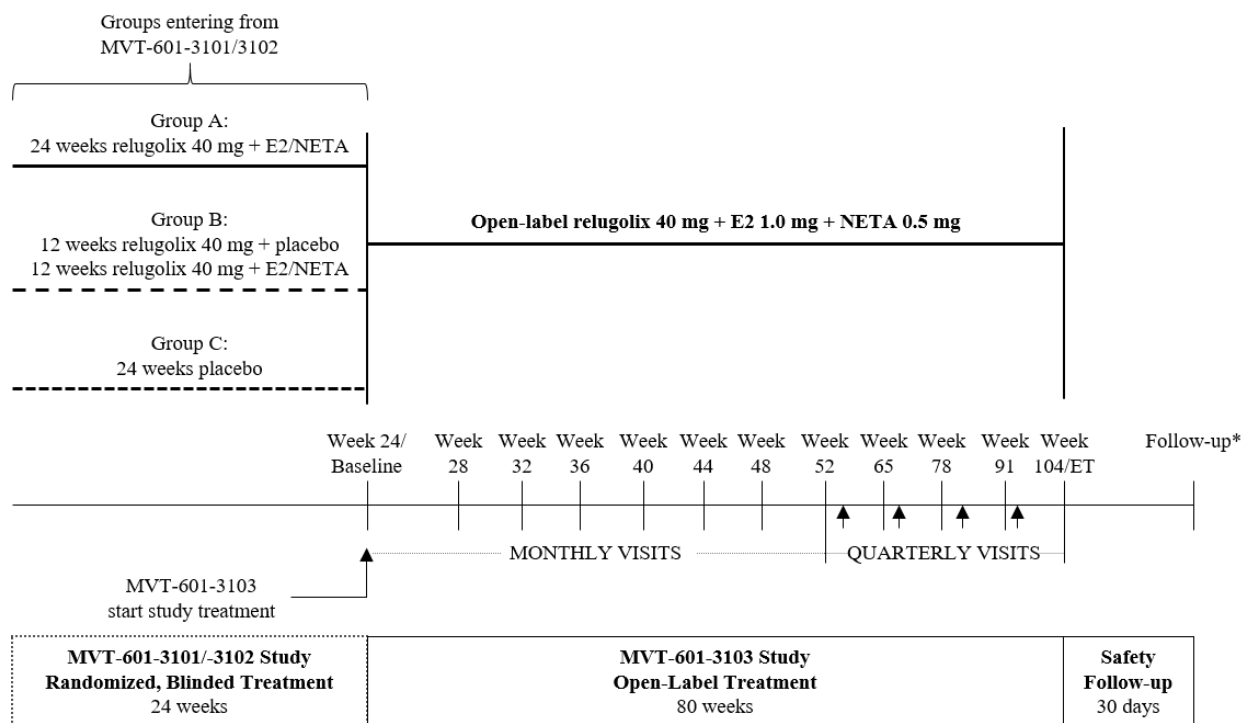 Groups entering from
MVT-601-3101/3102
Group A:
24 weeks relugolix 40 mg + E2/NETA
Group B:
12 weeks relugolix 40 mg + placebo
12 weeks relugolix 40 mg + E2/NETA
Group C:
24 weeks placebo
Open-label relugolix 40 mg + E2 1.0 mg + NETA 0.5 mg
Week 24/
Baseline
Week
28
Week
32
Week
36
Week
40
Week
44
Week
48
Week
52
Week
65
Week
78
Week
91
Week
104/ET
Follow-up*
MONTHLY VISITS
QUARTERLY VISITS
MVT-601-3103
start study treatment
MVT-601-3101/-3102 Study
Randomized, Blinded Treatment
24 weeks
MVT-601-3103 Study
Open-Label Treatment
80 weeks
Safety
Follow-up
30 days